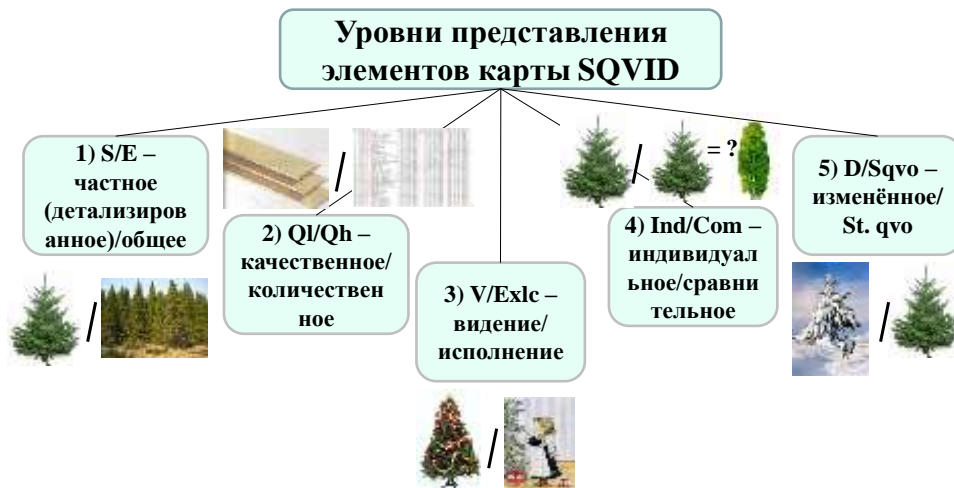 Уровни представления
элементов карты SQVID
1) S/E –
частное
(детализиров
анное)/общее
/
2) Ql/Qh –
качественное/
количествен
ное
/
3) V/Exlc –
видение/
исполнение
/
/ = ?
4) Ind/Com –
индивидуал
ьное/сравни
тельное
5) D/Sqvo –
изменённое/
St. qvo
/